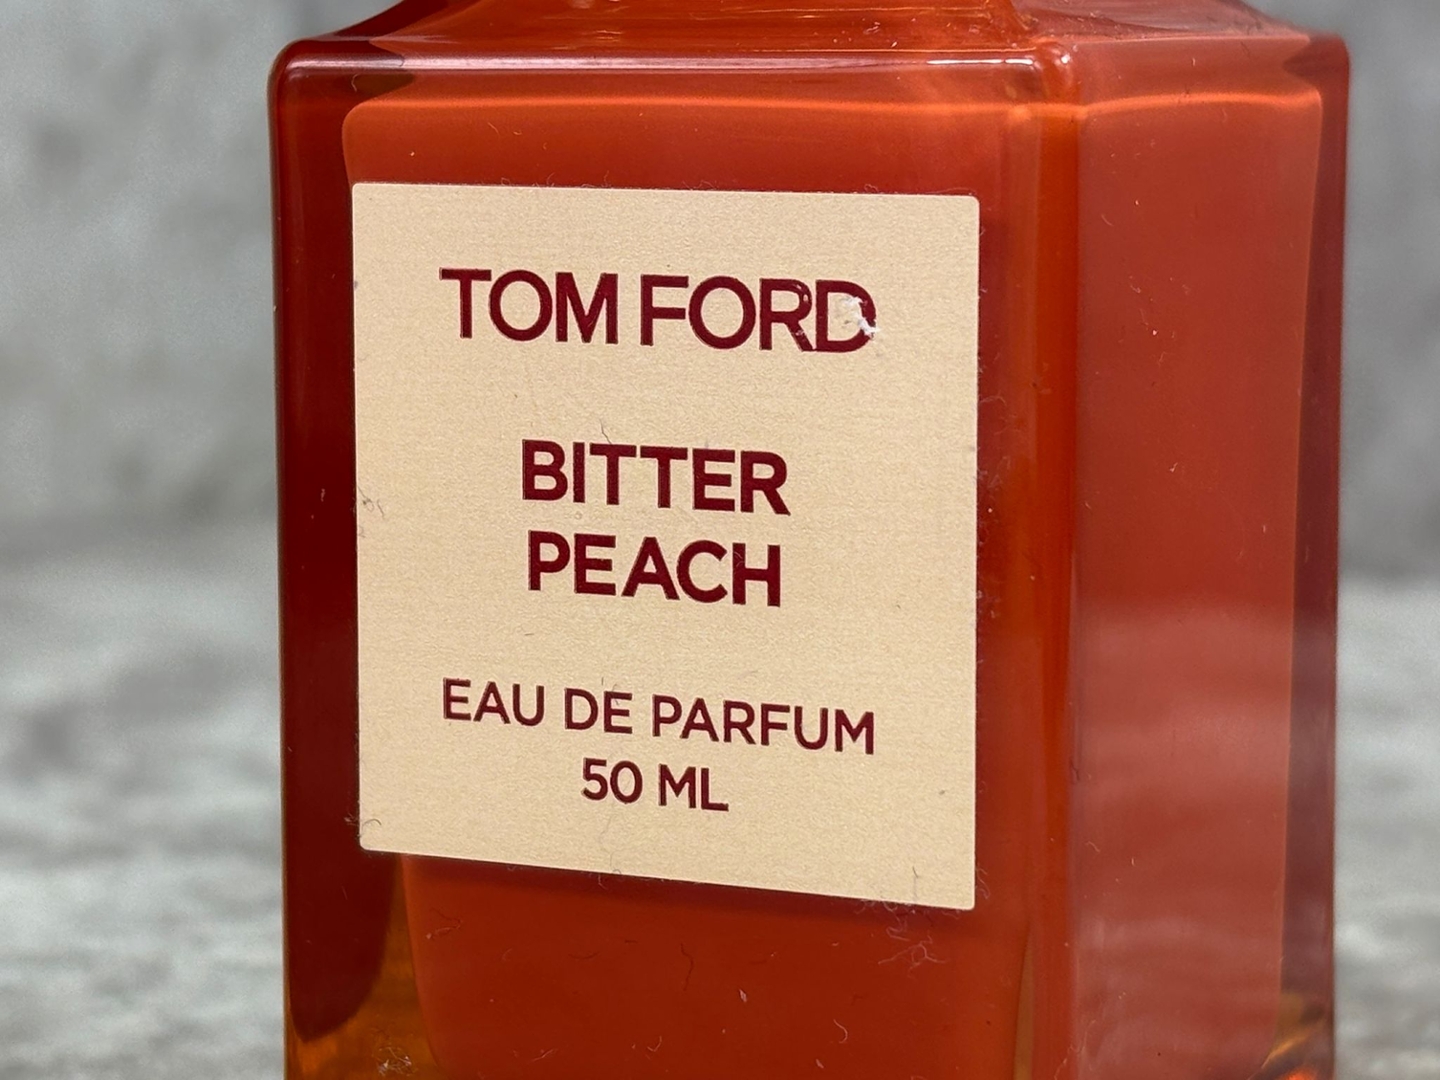 TOM FORD
BITTER
PEACH
EAU DE PARFUM
50 ML